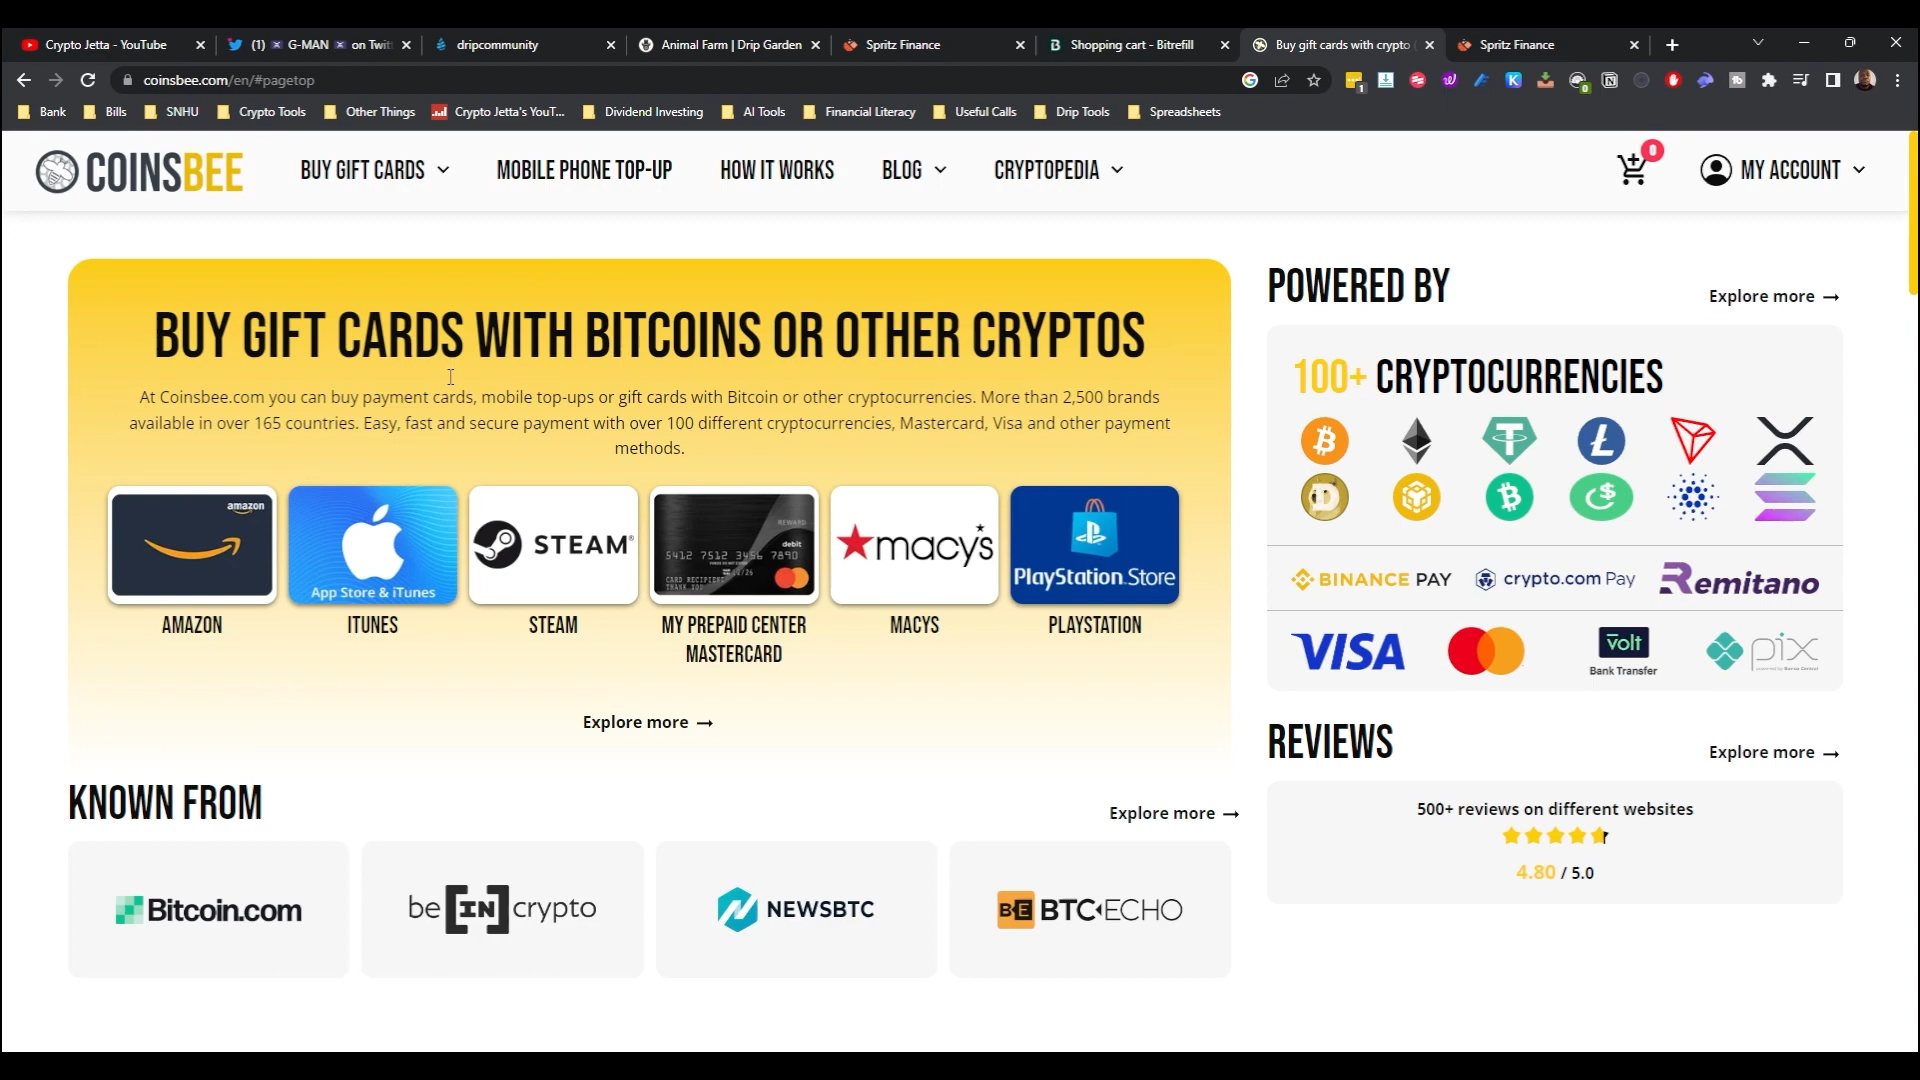 Crypto Jetta - YouTube
(1) G-MAN on Twit
dripcommunity
Animal Farm | Drip Garden
Spritz Finance
Shopping cart - Bitrefill
Buy gift cards with crypto
Spritz Finance
coinsbee.com/en/#pagetop
Bank
Bills
SNHU
Crypto Tools
Other Things
Crypto Jetta's YouT...
Dividend Investing
AI Tools
Financial Literacy
Useful Calls
Drip Tools
Spreadsheets
COINSBEE
BUY GIFT CARDS
MOBILE PHONE TOP-UP
HOW IT WORKS
BLOG
CRYPTOPEDIA
0
MY ACCOUNT
BUY GIFT CARDS WITH BITCOINS OR OTHER CRYPTOS
At Coinsbee.com you can buy payment cards, mobile top-ups or gift cards with Bitcoin or other cryptocurrencies. More than 2,500 brands
available in over 165 countries. Easy, fast and secure payment with over 100 different cryptocurrencies, Mastercard, Visa and other payment
methods.
amazon
App Store & iTunes
STEAM
REWARD
debit
5412 7512 3456 7890
CARD RECIPIENT
THANK YOU
macy's
PlayStation.Store
AMAZON
ITUNES
STEAM
MY PREPAID CENTER
MASTERCARD
MACYS
PLAYSTATION
Explore more →
POWERED BY
Explore more →
100+ CRYPTOCURRENCIES
BINANCE PAY
crypto.com Pay
Remitano
VISA
volt
Bank Transfer
pix
REVIEWS
Explore more →
500+ reviews on different websites
4.80 / 5.0
KNOWN FROM
Explore more →
Bitcoin.com
be[IN]crypto
NEWSBTC
BE BTC-ECHO